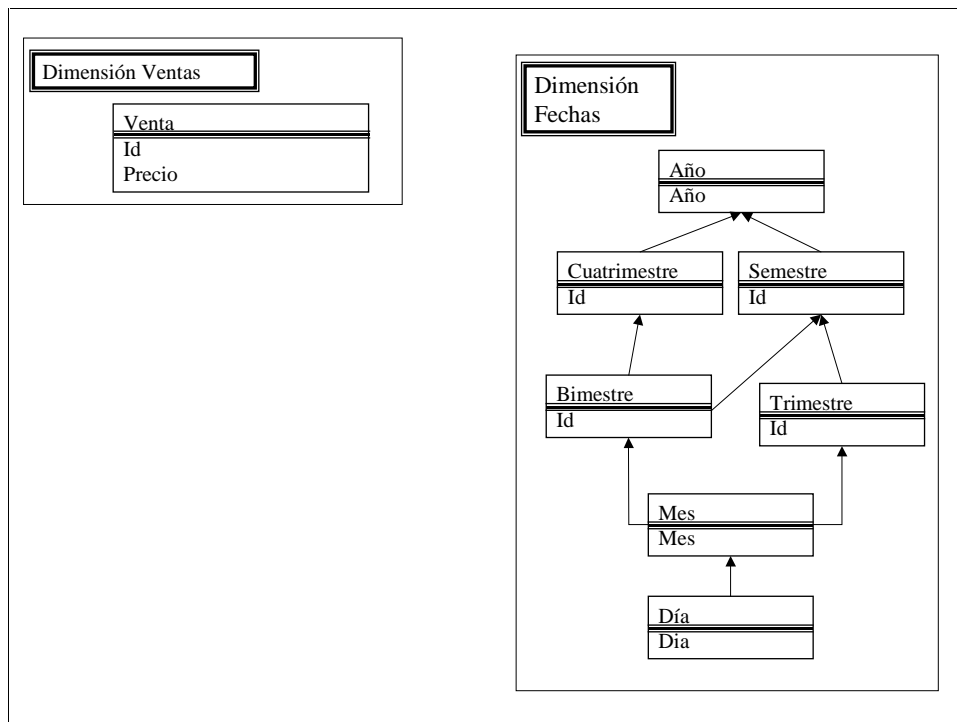 Dimensión Ventas
Venta
Id
Precio
Dimensión
Fechas
Año
Año
Cuatrimestre
Id
Semestre
Id
Bimestre
Id
Trimestre
Id
Mes
Mes
Día
Dia